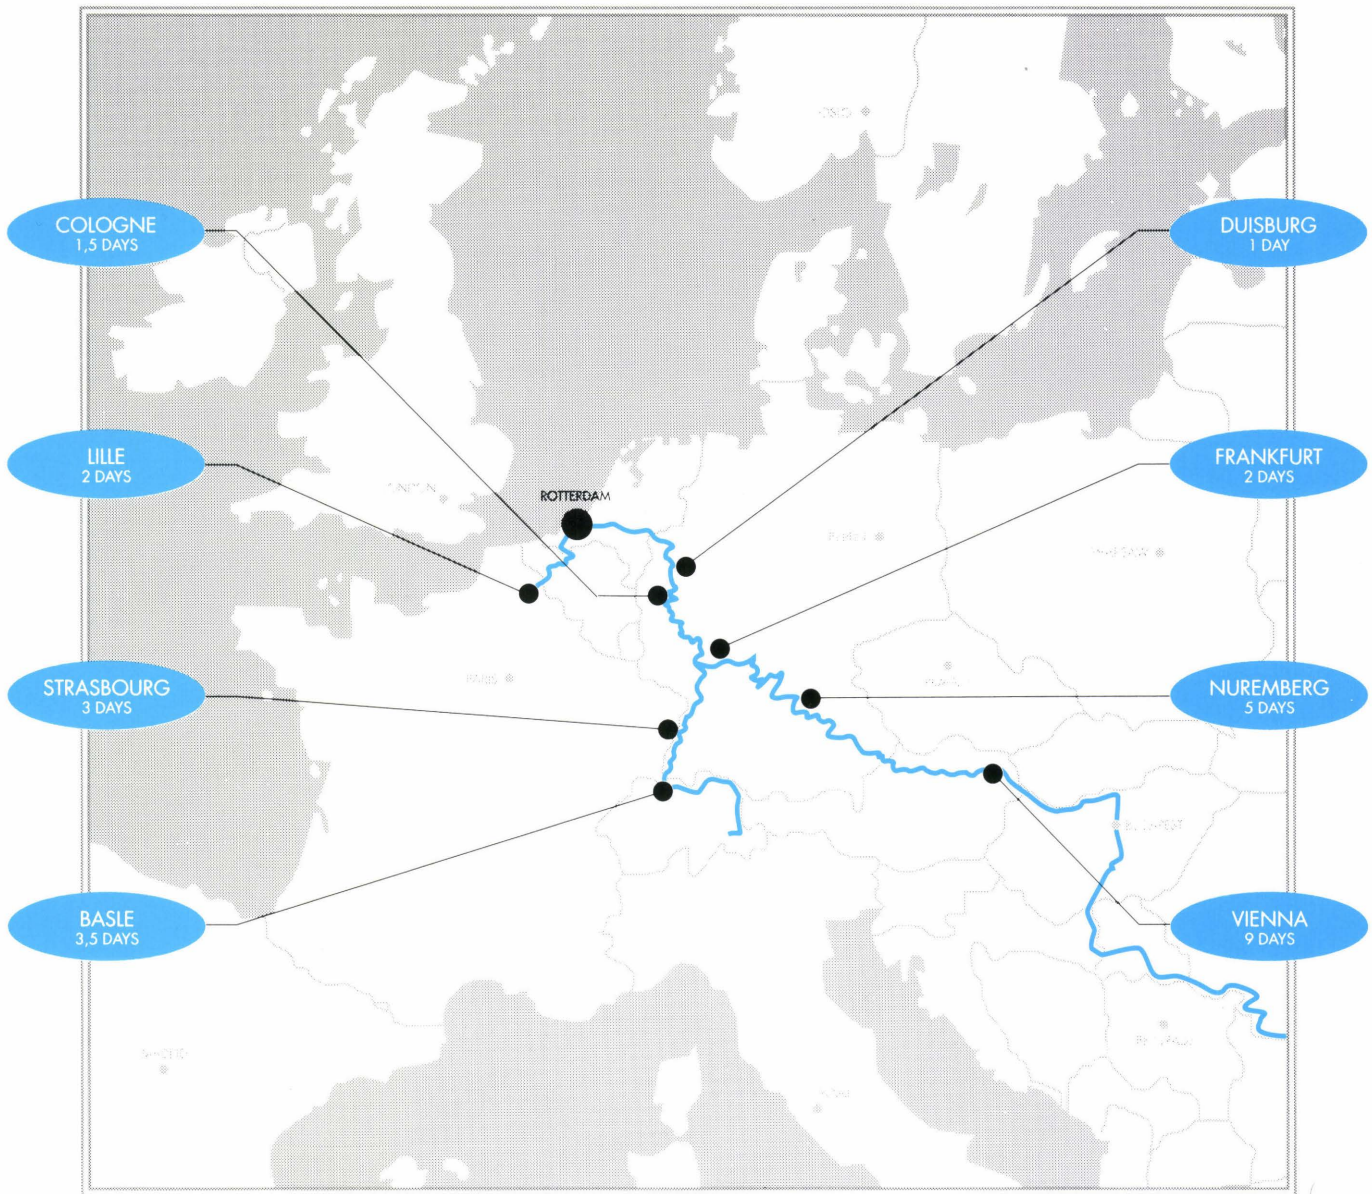 COLOGNE
1,5 DAYS
DUISBURG
1 DAY
LILLE
2 DAYS
FRANKFURT
2 DAYS
ROTTERDAM
STRASBOURG
3 DAYS
NUREMBERG
5 DAYS
BASLE
3,5 DAYS
VIENNA
9 DAYS
PARIS